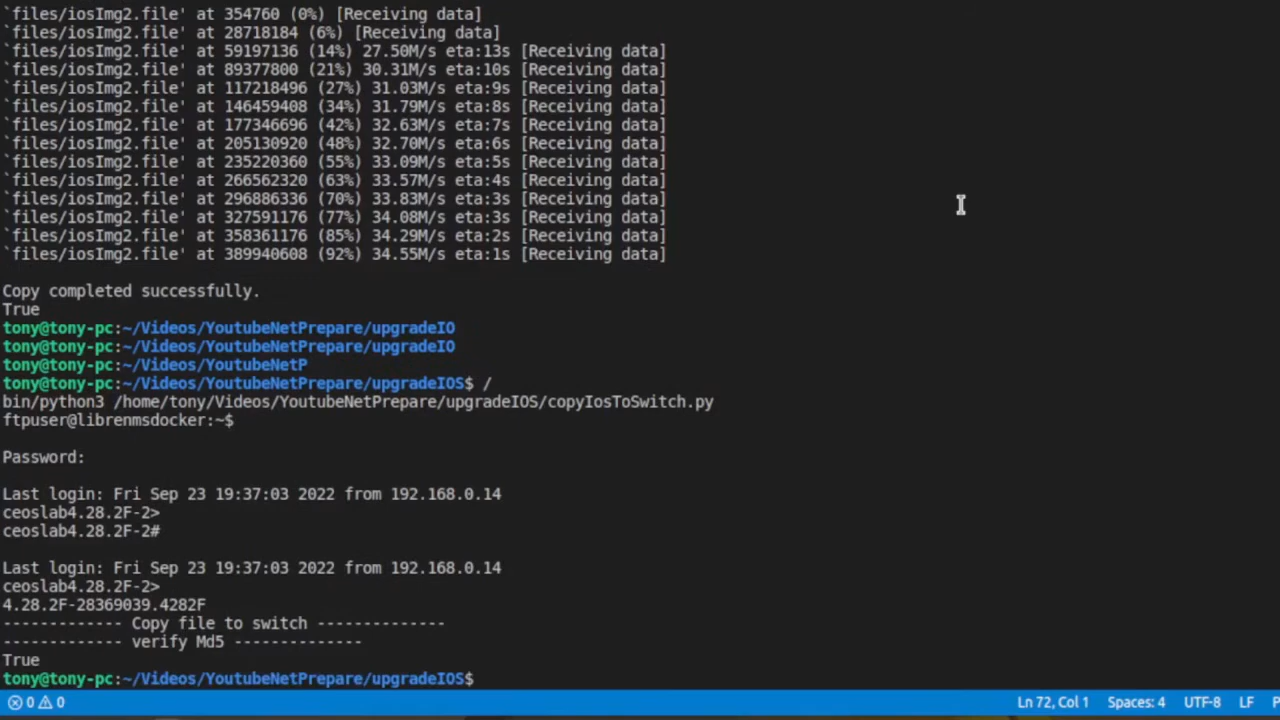 `files/iosImg2.file' at 354760 (0%) [Receiving data]
`files/iosImg2.file' at 28718184 (6%) [Receiving data]
`files/iosImg2.file' at 59197136 (14%) 27.50M/s eta:13s [Receiving data]
`files/iosImg2.file' at 89377800 (21%) 30.31M/s eta:10s [Receiving data]
`files/iosImg2.file' at 117218496 (27%) 31.03M/s eta:9s [Receiving data]
`files/iosImg2.file' at 146459408 (34%) 31.79M/s eta:8s [Receiving data]
`files/iosImg2.file' at 177346696 (42%) 32.63M/s eta:7s [Receiving data]
`files/iosImg2.file' at 205130920 (48%) 32.70M/s eta:6s [Receiving data]
`files/iosImg2.file' at 235220360 (55%) 33.09M/s eta:5s [Receiving data]
`files/iosImg2.file' at 266562320 (63%) 33.57M/s eta:4s [Receiving data]
`files/iosImg2.file' at 296886336 (70%) 33.83M/s eta:3s [Receiving data]
`files/iosImg2.file' at 327591176 (77%) 34.08M/s eta:3s [Receiving data]
`files/iosImg2.file' at 358361176 (85%) 34.29M/s eta:2s [Receiving data]
`files/iosImg2.file' at 389940608 (92%) 34.55M/s eta:1s [Receiving data]
Copy completed successfully.
True
tony@tony-pc:~/Videos/YoutubeNetPrepare/upgradeIO
tony@tony-pc:~/Videos/YoutubeNetPrepare/upgradeIO
tony@tony-pc:~/Videos/YoutubeNetP
tony@tony-pc:~/Videos/YoutubeNetPrepare/upgradeIOS$ /
bin/python3 /home/tony/Videos/YoutubeNetPrepare/upgradeIOS/copyIosToSwitch.py
ftpuser@librenmsdocker:~$
Password:
Last login: Fri Sep 23 19:37:03 2022 from 192.168.0.14
ceoslab4.28.2F-2>
ceoslab4.28.2F-2#
Last login: Fri Sep 23 19:37:03 2022 from 192.168.0.14
ceoslab4.28.2F-2>
4.28.2F-28369039.4282F
------------- Copy file to switch --------------
------------- verify Md5 --------------
True
tony@tony-pc:~/Videos/YoutubeNetPrepare/upgradeIOS$
0 0 Ln 72, Col 1 Spaces: 4 UTF-8 LF P